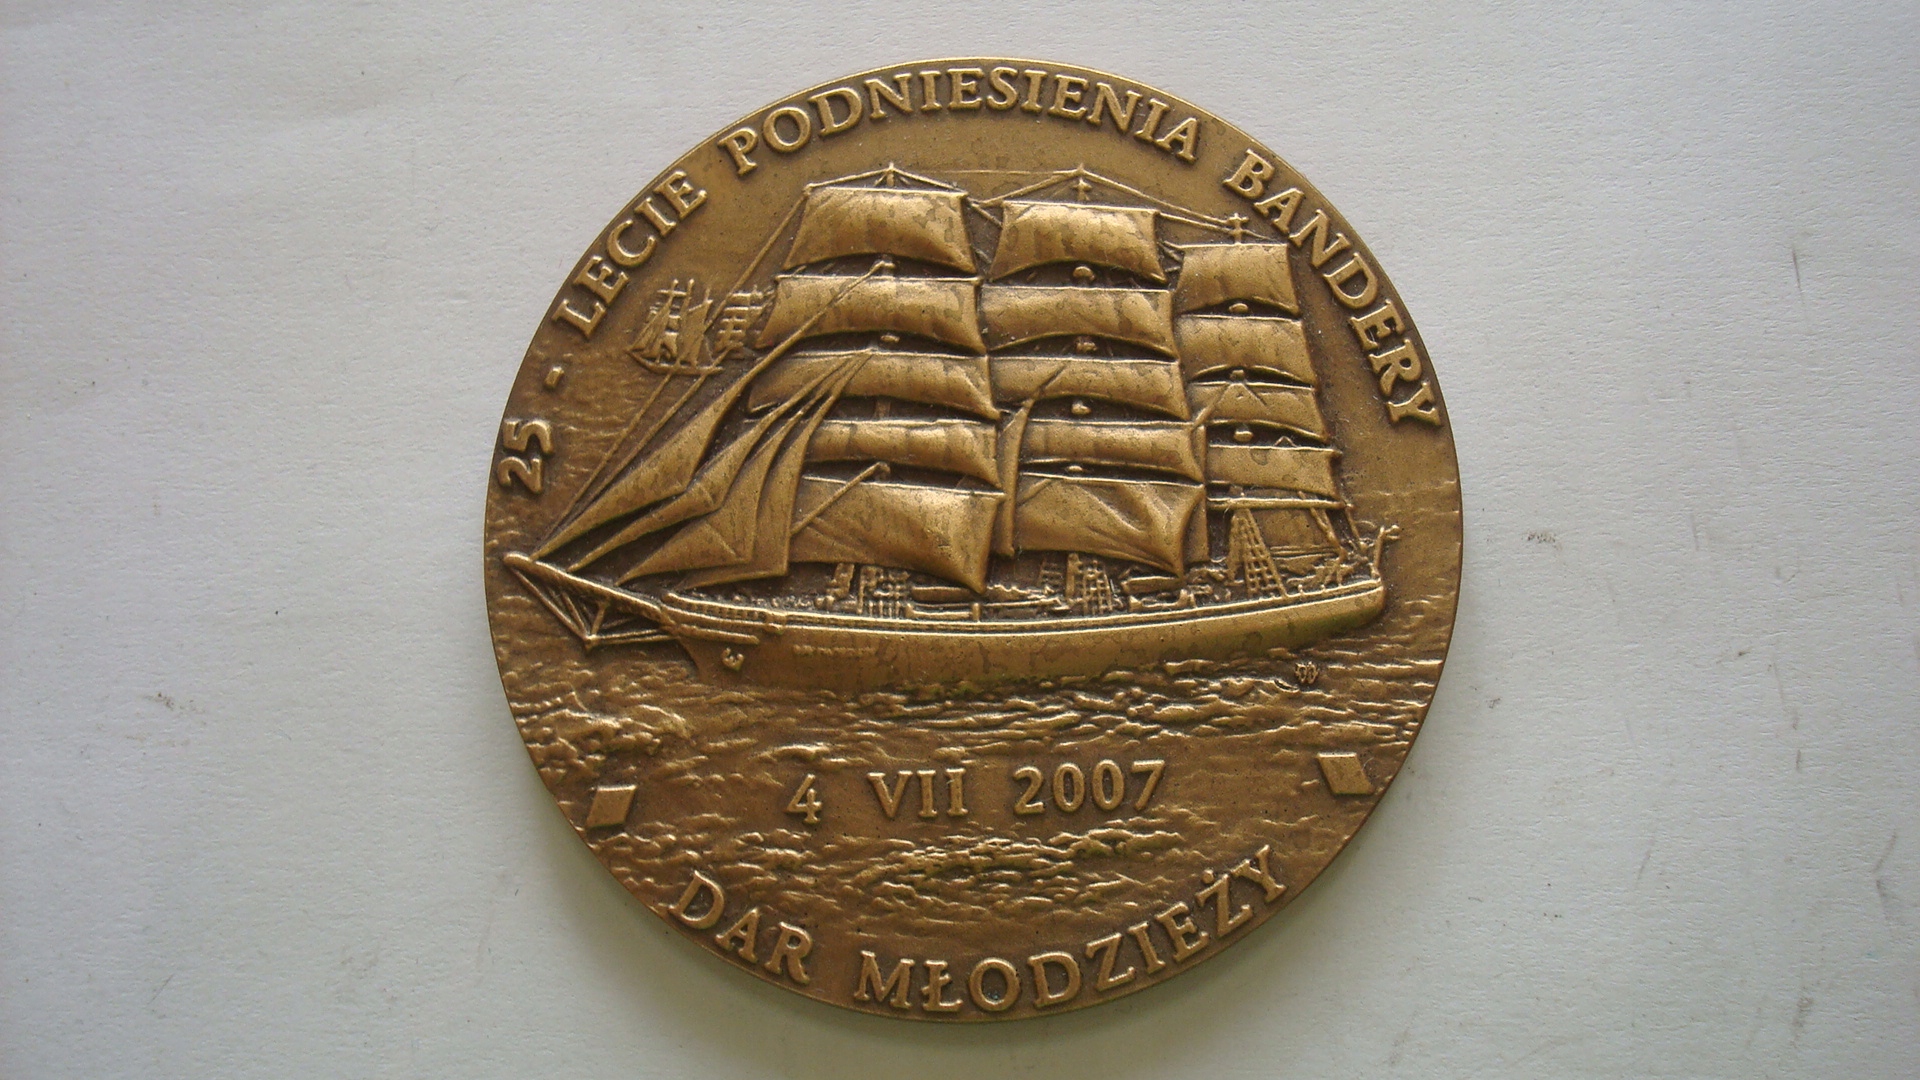 25 - LECIE PODNIESIENIA BANDERY
4 VII 2007
DAR MŁODZIEŻY